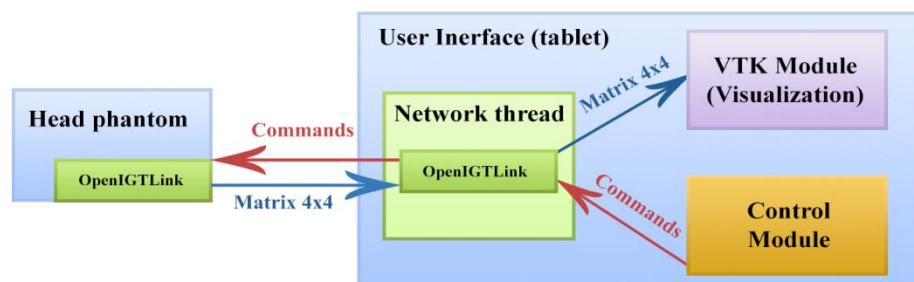 User Inerface (tablet)
VTK Module
(Visualization)
Matrix 4x4
Network thread
Head phantom
Commands
OpenIGTLink
OpenIGTLink
Matrix 4x4
Commands
Control
Module